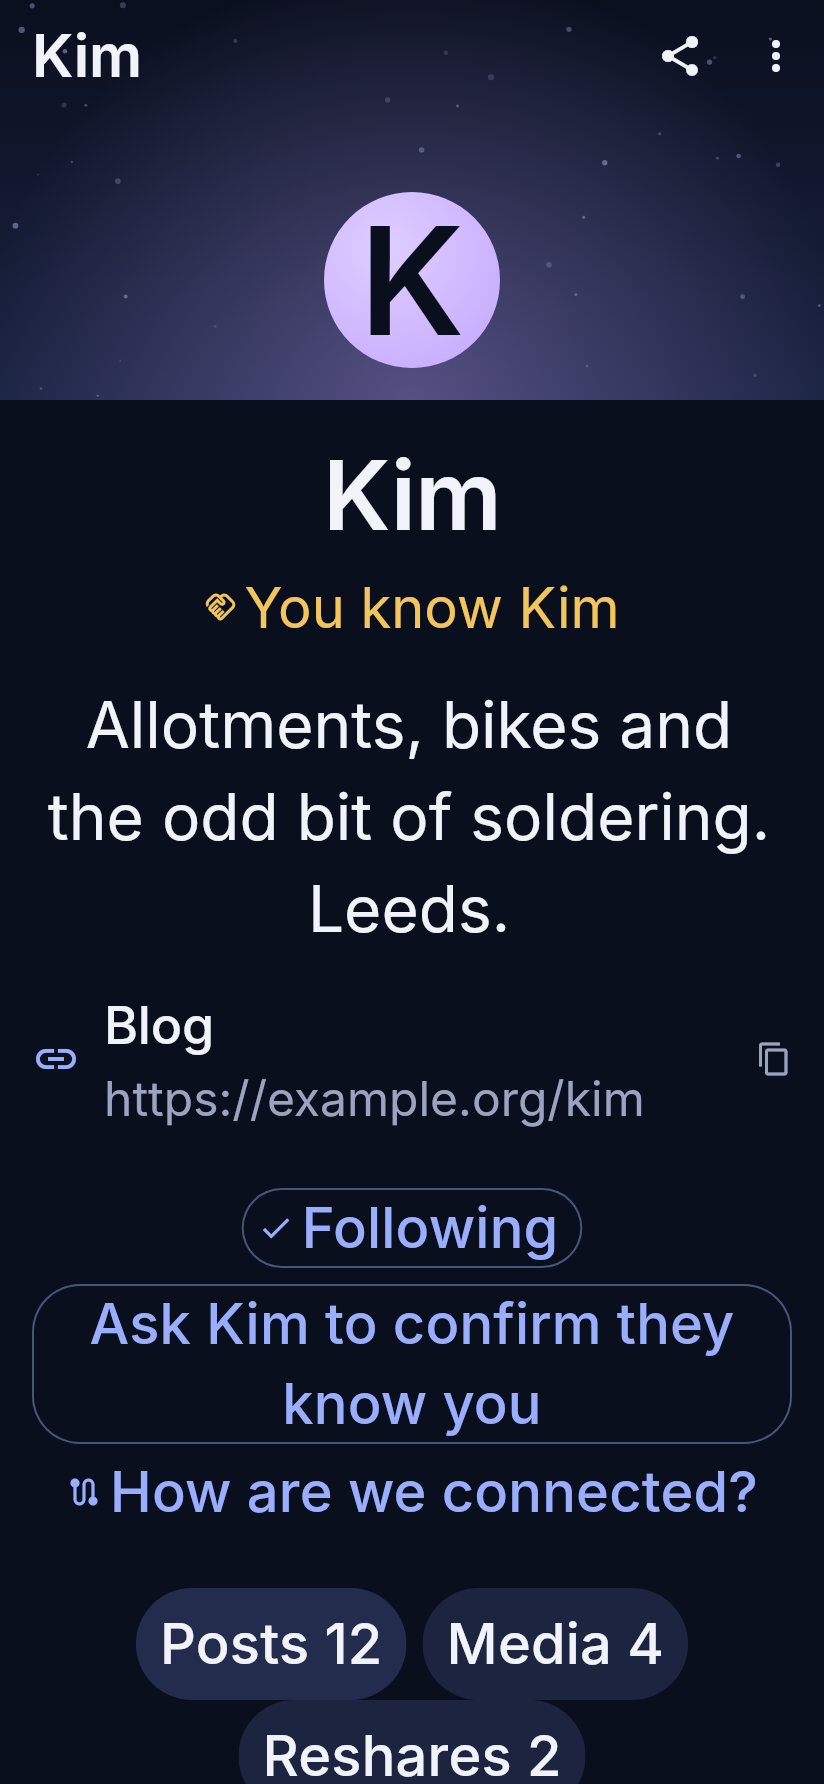 Kim
K
Kim
You know Kim
Allotments, bikes and
the odd bit of soldering.
Leeds.
Blog
https://example.org/kim
Following
Ask Kim to confirm they
know you
How are we connected?
Posts 12
Media 4
Reshares 2